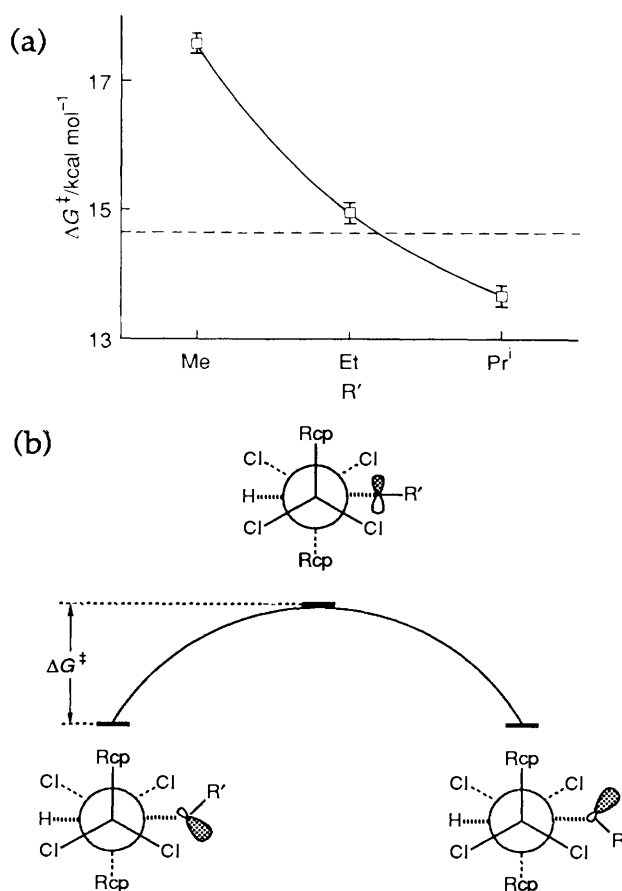 (a)
17
15
13
ΔG‡/kcal mol⁻¹
Me Et Prⁱ
R′
(b)
Rcp
Cl Cl
H R′
Cl Cl
Rcp
ΔG‡
Rcp Rcp
Cl Cl R′ Cl Cl
H H
Cl Cl Cl Cl R
Rcp Rcp